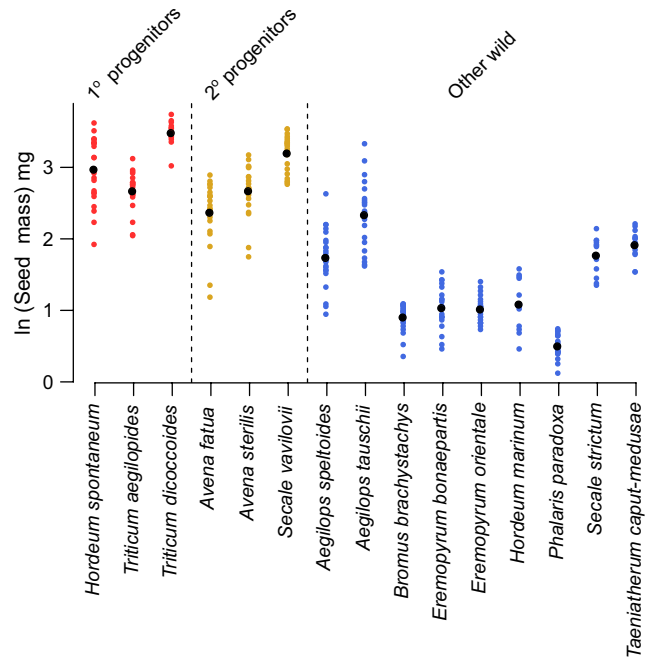 1º progenitors
2º progenitors
Other wild
ln (Seed mass) mg
3
2
1
0
Hordeum spontaneum
Triticum aegilopides
Triticum dicoccoides
Avena fatua
Avena sterilis
Secale vavilovii
Aegilops speltoides
Aegilops tauschii
Bromus brachystachys
Eremopyrum bonaepartis
Eremopyrum orientale
Hordeum marinum
Phalaris paradoxa
Secale strictum
Taeniatherum caput-medusae